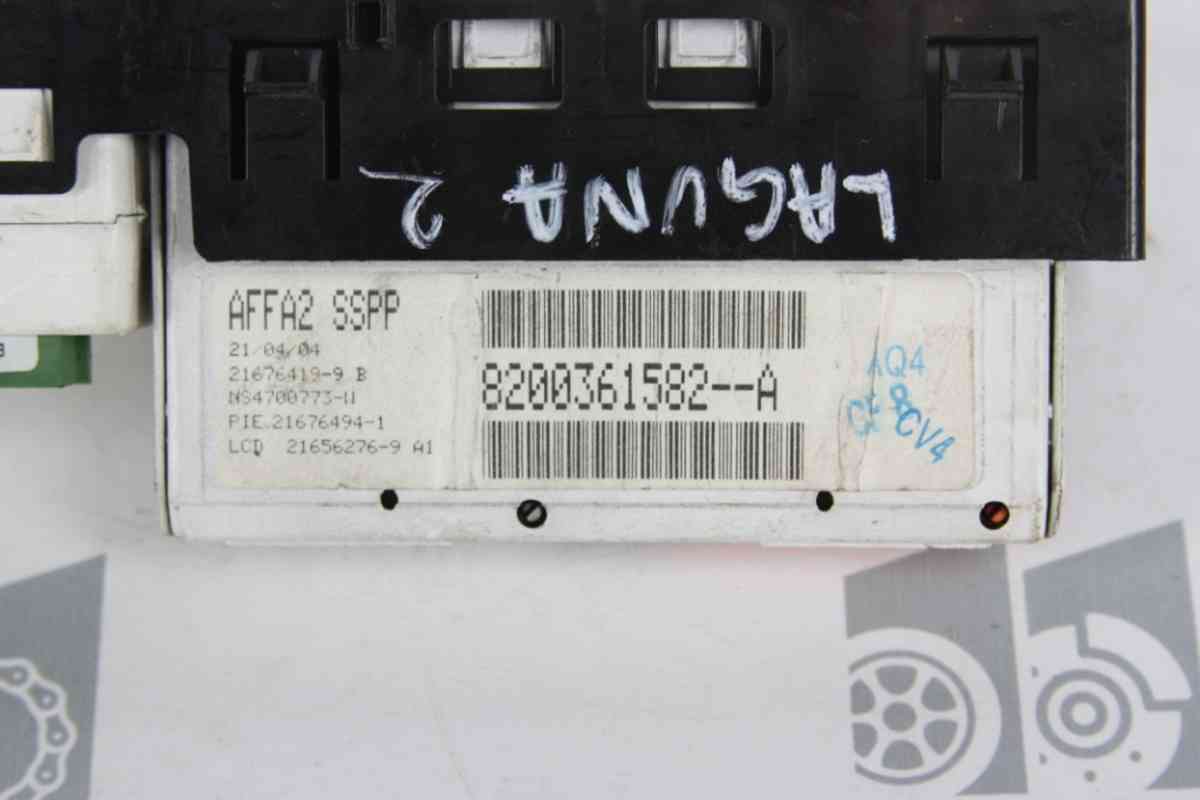 LAGUNA 2
AFFA2 SSPP
21/04/04
21676419-9 B
NS4700773-W
PIE.21676494-1
LCD 21656276-9 A1
8200361582--A
AQ4
CV4